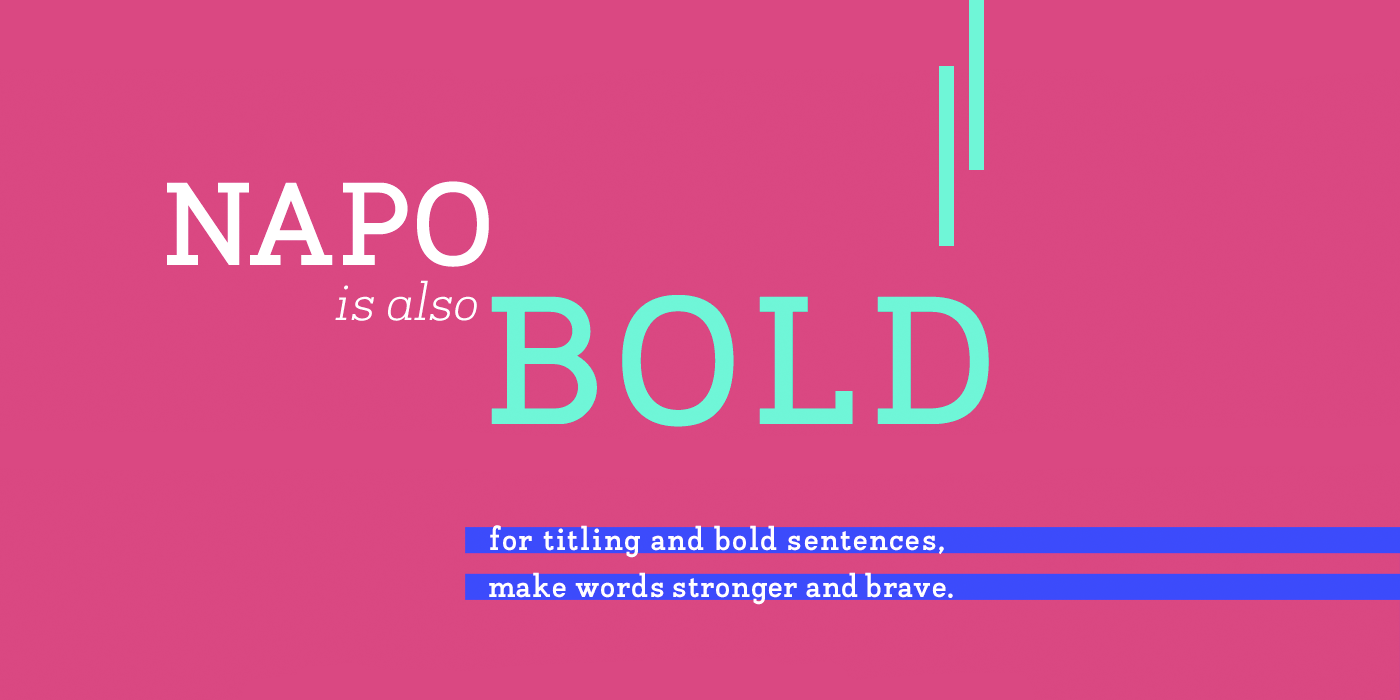 NAPO
is also
BOLD
for titling and bold sentences,
make words stronger and brave.